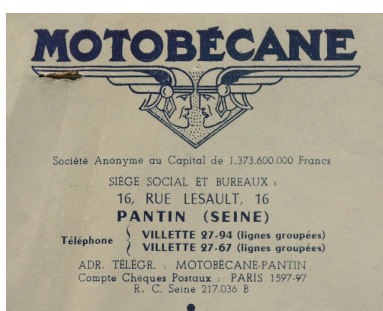 MOTOBÉCANE
Société Anonyme au Capital de 1.373.600.000 Francs
SIÈGE SOCIAL ET BUREAUX :
16, RUE LESAULT, 16
PANTIN (SEINE)
Téléphone { VILLETTE 27-94 (lignes groupées)
VILLETTE 27-67 (lignes groupées)
ADR. TÉLÉGR. : MOTOBÉCANE-PANTIN
Compte Chèques Postaux : PARIS 1597-97
R. C. Seine 217.036 B